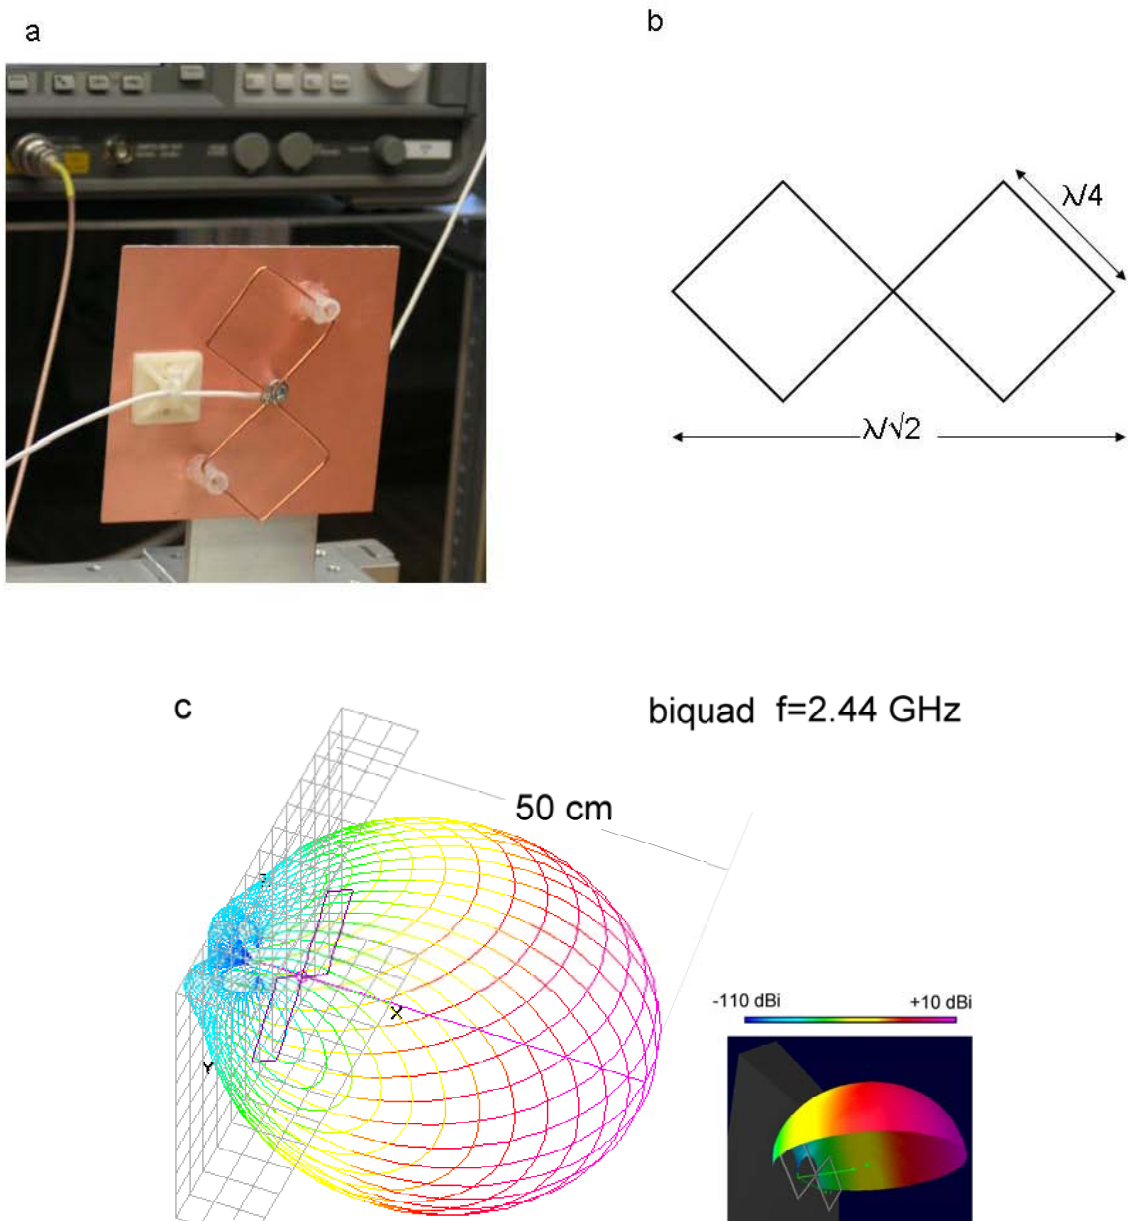 a
b
λ/4
λ/√2
c
biquad f=2.44 GHz
50 cm
Z
X
Y
-110 dBi
+10 dBi